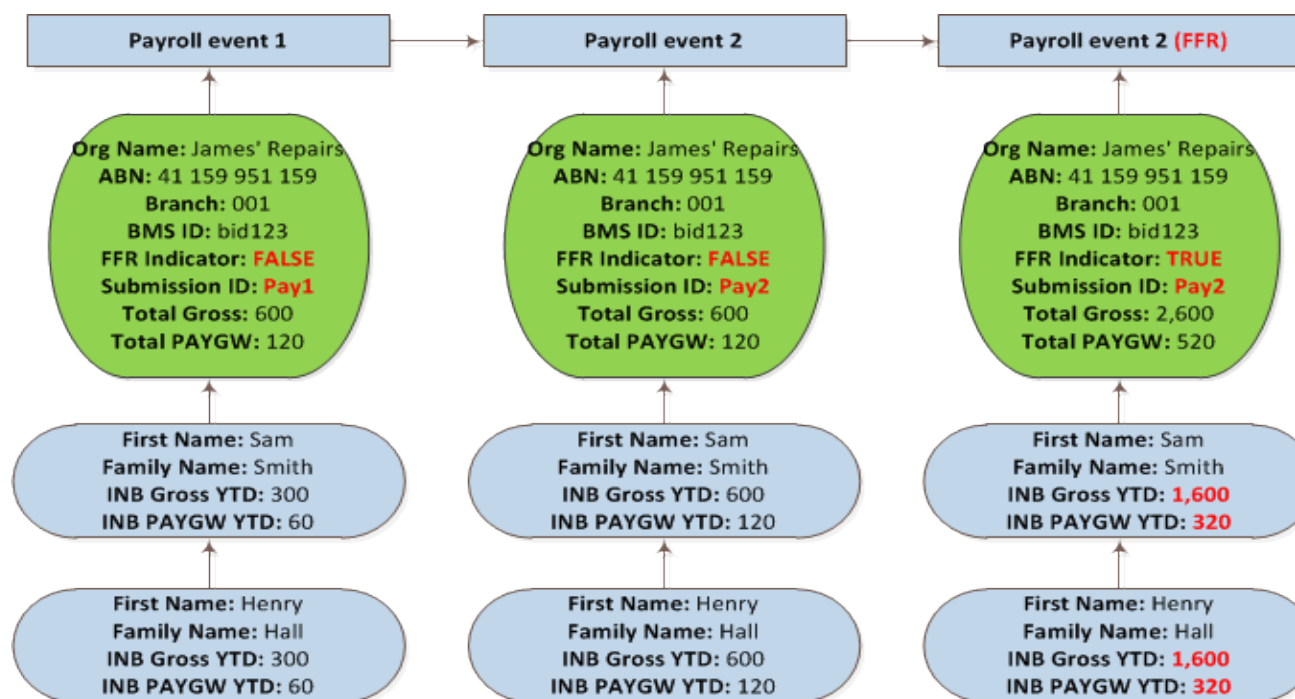 Payroll event 1
Payroll event 2
Payroll event 2 (FFR)
Org Name: James' Repairs
ABN: 41 159 951 159
Branch: 001
BMS ID: bid123
FFR Indicator: FALSE
Submission ID: Pay1
Total Gross: 600
Total PAYGW: 120
Org Name: James' Repairs
ABN: 41 159 951 159
Branch: 001
BMS ID: bid123
FFR Indicator: FALSE
Submission ID: Pay2
Total Gross: 600
Total PAYGW: 120
Org Name: James' Repairs
ABN: 41 159 951 159
Branch: 001
BMS ID: bid123
FFR Indicator: TRUE
Submission ID: Pay2
Total Gross: 2,600
Total PAYGW: 520
First Name: Sam
Family Name: Smith
INB Gross YTD: 300
INB PAYGW YTD: 60
First Name: Sam
Family Name: Smith
INB Gross YTD: 600
INB PAYGW YTD: 120
First Name: Sam
Family Name: Smith
INB Gross YTD: 1,600
INB PAYGW YTD: 320
First Name: Henry
Family Name: Hall
INB Gross YTD: 300
INB PAYGW YTD: 60
First Name: Henry
Family Name: Hall
INB Gross YTD: 600
INB PAYGW YTD: 120
First Name: Henry
Family Name: Hall
INB Gross YTD: 1,600
INB PAYGW YTD: 320